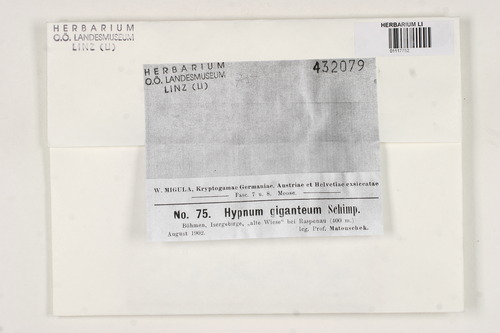 HERBARIUM
O.Ö. LANDESMUSEUM
LINZ (LI)
HERBARIUM LI
HERBARIUM
O.Ö. LANDESMUSEUM
LINZ (LI)
432079
W. MIGULA, Kryptogamae Germaniae, Austriae et Helvetiae exsiccatae
Fasc. 7 u. 8. Moose.
No. 75. Hypnum giganteum Schimp.
Böhmen, Isergebirge, „alte Wiese" bei Raspenau (400 m.)
August 1902. leg. Prof. Matouschek.